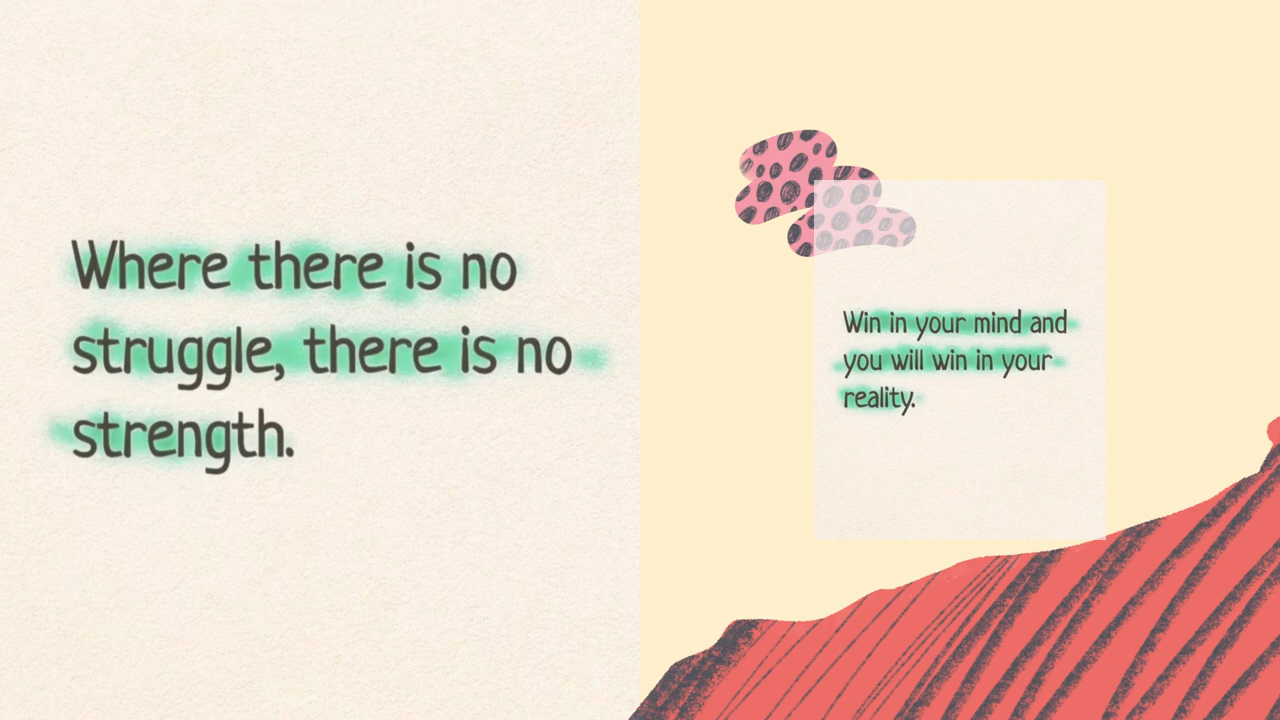 Where there is no
struggle, there is no
strength.
Win in your mind and
you will win in your
reality.